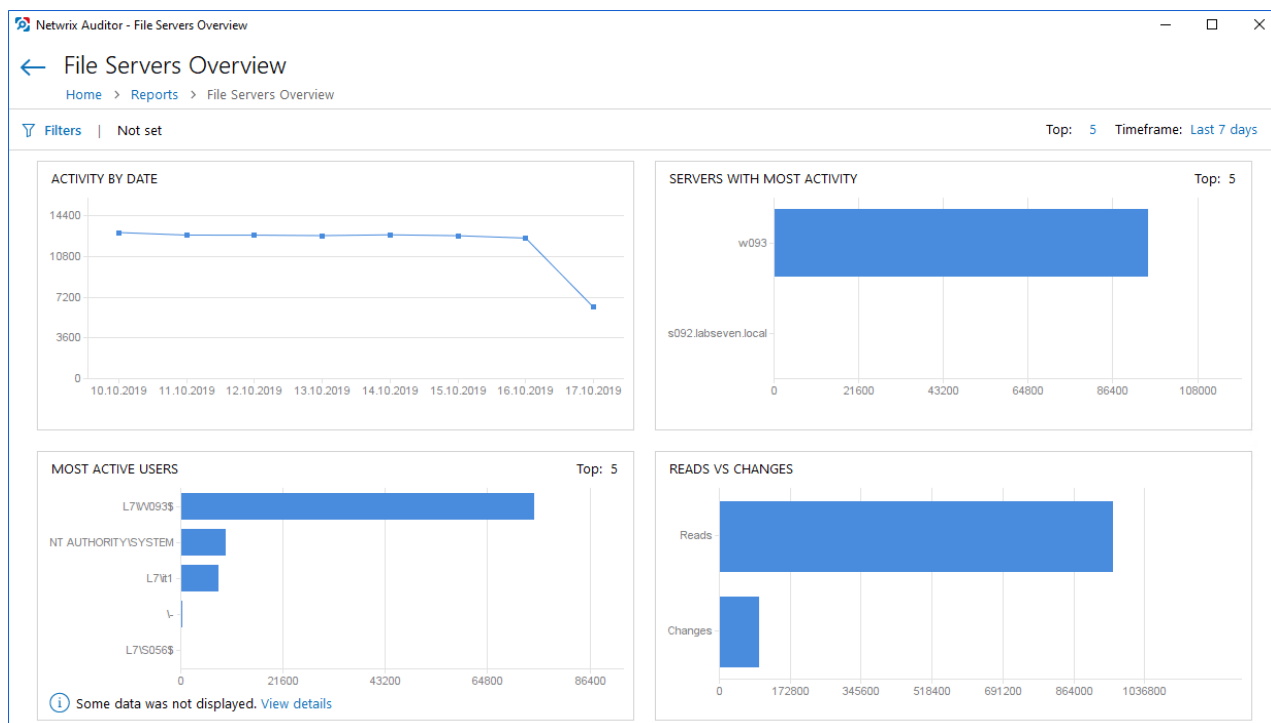 Netwrix Auditor - File Servers Overview
File Servers Overview
Home > Reports > File Servers Overview
Filters | Not set
Top: 5 Timeframe: Last 7 days
ACTIVITY BY DATE
14400
10800
7200
3600
0
10.10.2019 11.10.2019 12.10.2019 13.10.2019 14.10.2019 15.10.2019 16.10.2019 17.10.2019
SERVERS WITH MOST ACTIVITY Top: 5
w093
s092.labseven.local
0 21600 43200 64800 86400 108000
MOST ACTIVE USERS Top: 5
L7\W093$
NT AUTHORITY\SYSTEM
L7\it1
\-
L7\S056$
0 21600 43200 64800 86400
Some data was not displayed. View details
READS VS CHANGES
Reads
Changes
0 172800 345600 518400 691200 864000 1036800